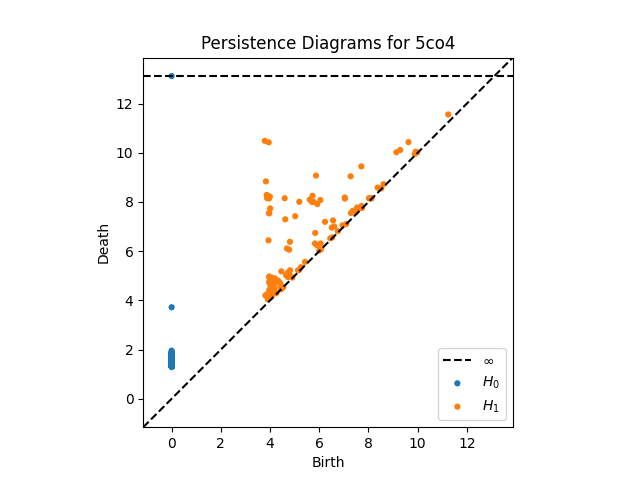 Persistence Diagrams for 5co4
Death
12
10
8
6
4
2
0
∞
H₀
H₁
0 2 4 6 8 10 12
Birth